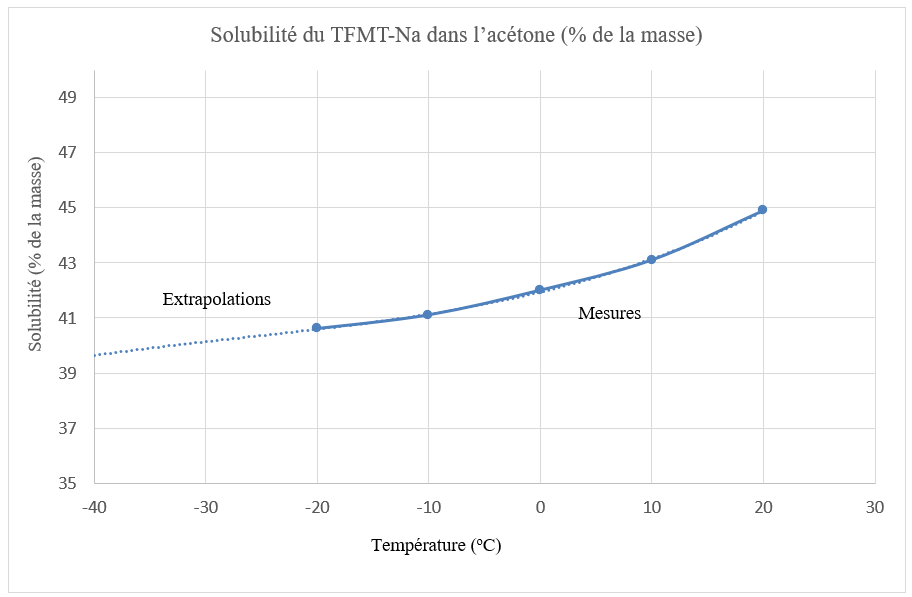 Solubilité du TFMT-Na dans l’acétone (% de la masse)
49
47
45
43
41
39
37
35
Solubilité (% de la masse)
Extrapolations
Mesures
-40 -30 -20 -10 0 10 20 30
Température (ºC)